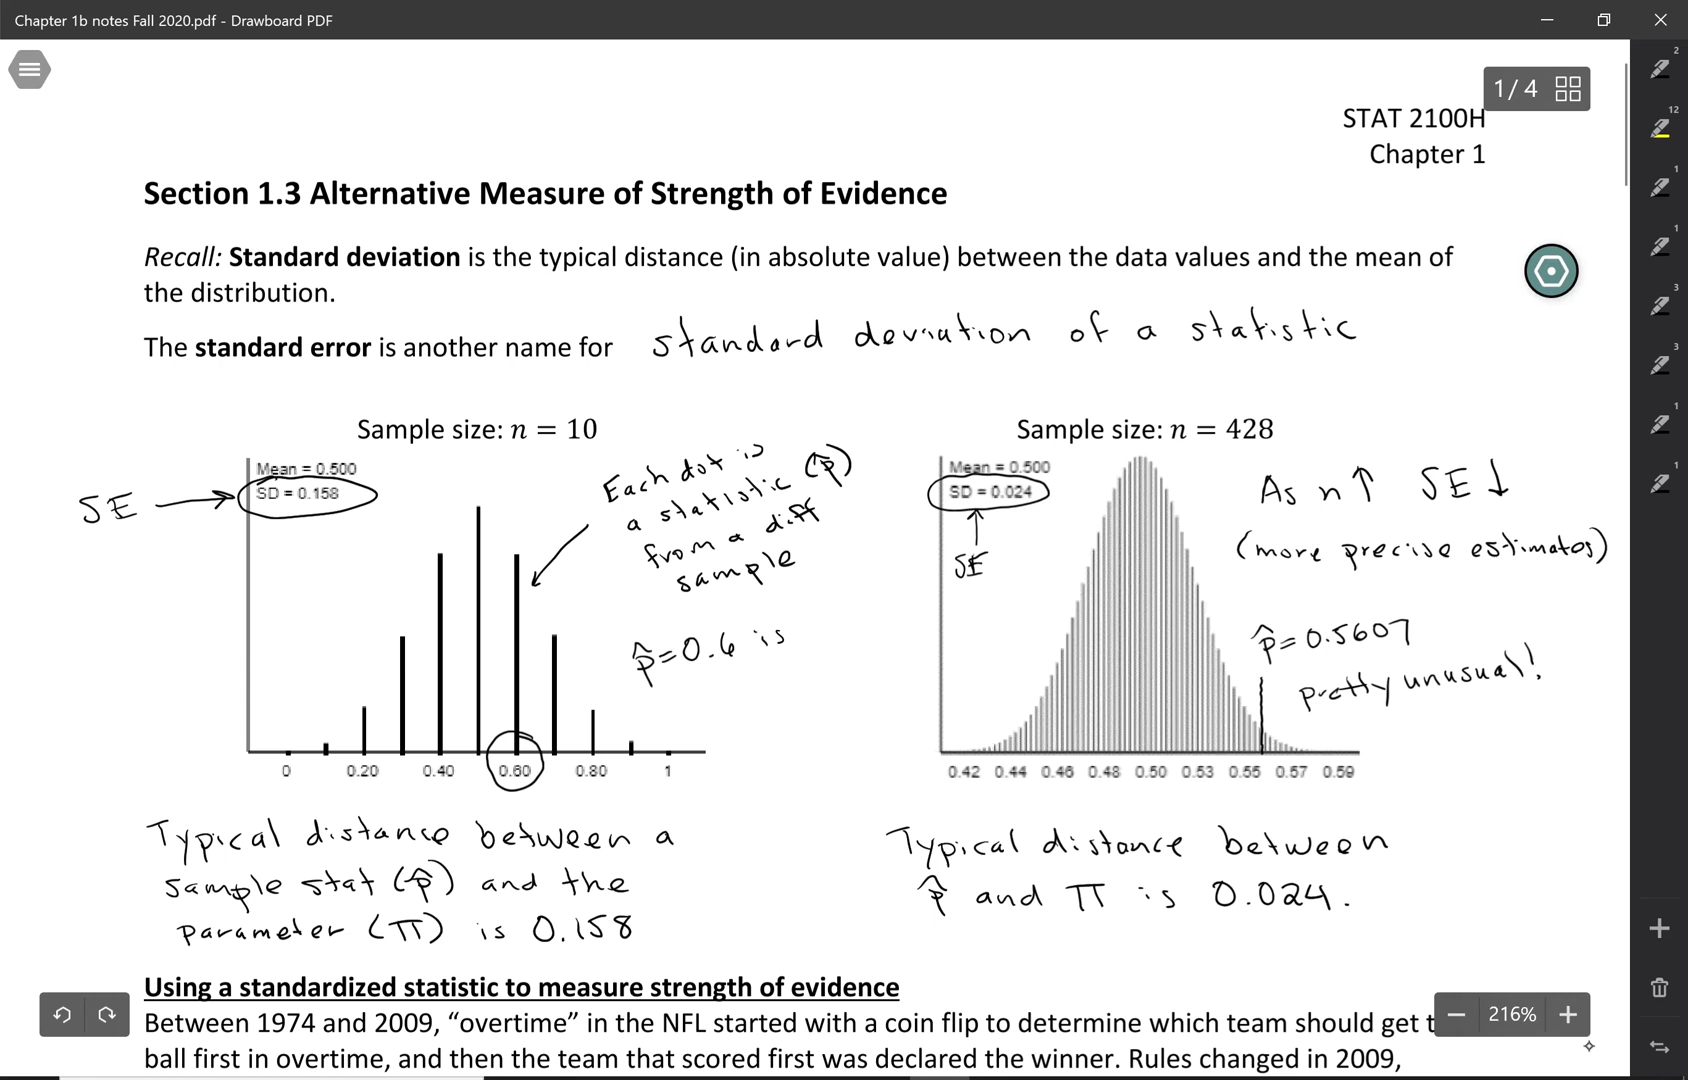 Chapter 1b notes Fall 2020.pdf - Drawboard PDF
2
12
1
1
3
3
1
1
1 / 4
STAT 2100H
Chapter 1
Section 1.3 Alternative Measure of Strength of Evidence
Recall: Standard deviation is the typical distance (in absolute value) between the data values and the mean of
the distribution.
The standard error is another name for standard deviation of a statistic
Sample size: n = 10
Mean = 0.500
SD = 0.158
SE
Each dot is
a statistic (p̂)
from a diff
sample
p̂=0.6 is
0 0.20 0.40 0.60 0.80 1
Typical distance between a
sample stat (p̂) and the
parameter (π) is 0.158
Sample size: n = 428
Mean = 0.500
SD = 0.024
SE
As n↑ SE↓
(more precise estimates)
p̂=0.5607
pretty unusual!
0.42 0.44 0.46 0.48 0.50 0.53 0.55 0.57 0.59
Typical distance between
p̂ and π is 0.024.
Using a standardized statistic to measure strength of evidence
Between 1974 and 2009, “overtime” in the NFL started with a coin flip to determine which team should get t
ball first in overtime, and then the team that scored first was declared the winner. Rules changed in 2009,
216%